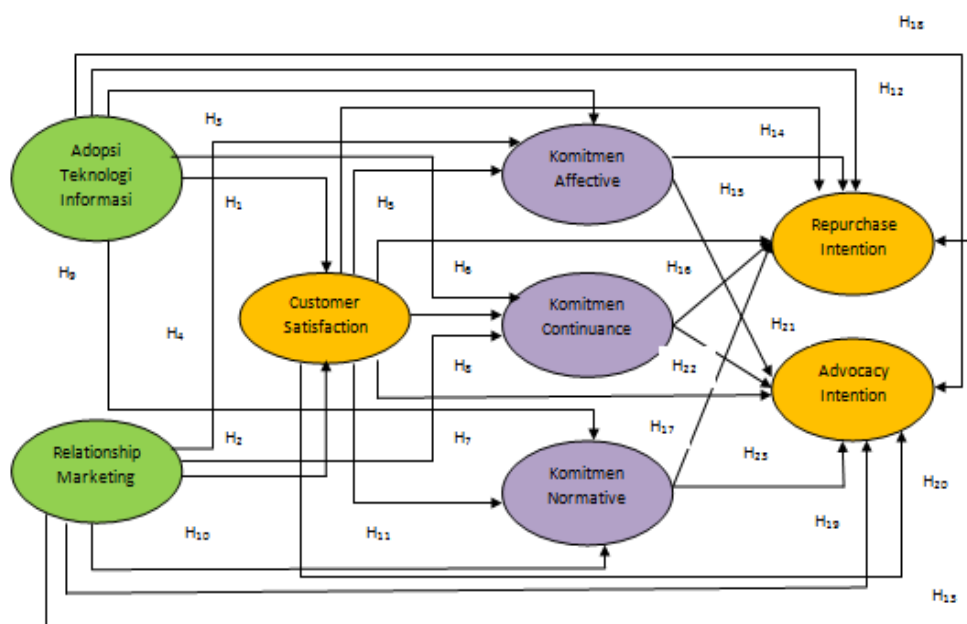 H₁₈
H₁₂
H₃
H₁₄
Adopsi
Teknologi
Informasi
Komitmen
Affective
H₁₅
H₁
H₅
Repurchase
Intention
H₉
H₆
H₁₆
Customer
Satisfaction
Komitmen
Continuance
H₄
H₂₁
H₈
H₂₂
Advocacy
Intention
H₂
H₇
H₁₇
Relationship
Marketing
H₂₃
Komitmen
Normative
H₂₀
H₁₀
H₁₁
H₁₉
H₁₃